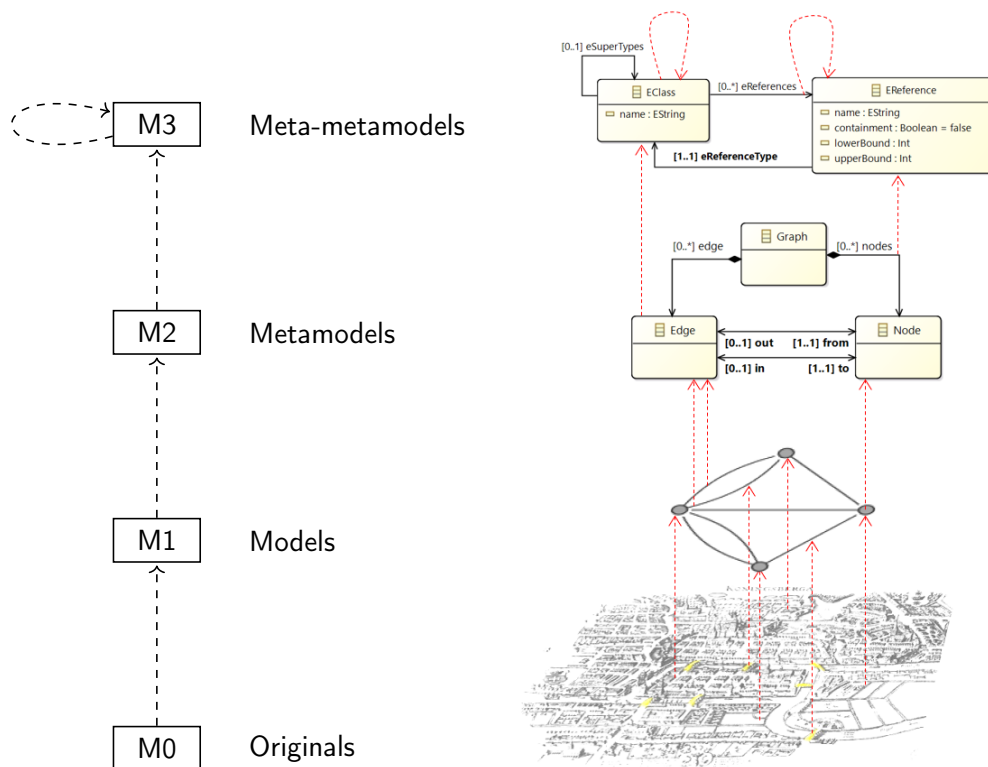 [0..1] eSuperTypes
EClass
name : EString
[0..*] eReferences
EReference
name : EString
containment : Boolean = false
lowerBound : Int
upperBound : Int
[1..1] eReferenceType
M3
Meta-metamodels
[0..*] edge
Graph
[0..*] nodes
M2
Metamodels
Edge
[0..1] out
[1..1] from
Node
[0..1] in
[1..1] to
M1
Models
M0
Originals